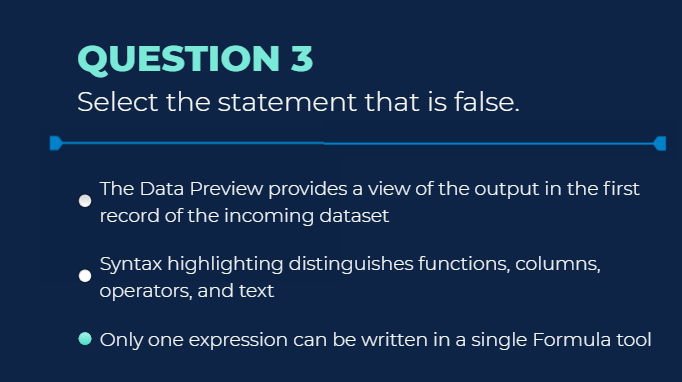 QUESTION 3
Select the statement that is false.
The Data Preview provides a view of the output in the first
record of the incoming dataset
Syntax highlighting distinguishes functions, columns,
operators, and text
Only one expression can be written in a single Formula tool